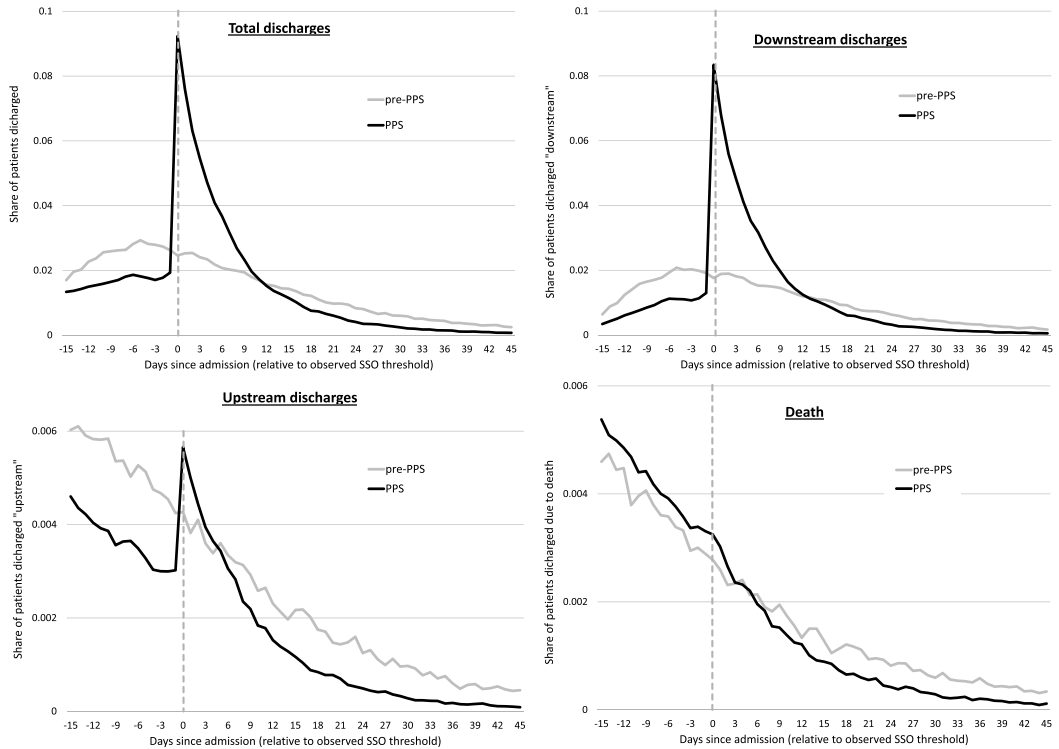 Total discharges
Share of patients dicharged
0.1
0.08
0.06
0.04
0.02
0
pre-PPS
PPS
-15 -12 -9 -6 -3 0 3 6 9 12 15 18 21 24 27 30 33 36 39 42 45
Days since admission (relative to observed SSO threshold)
Downstream discharges
Share of patients dicharged "downstream"
0.1
0.08
0.06
0.04
0.02
0
pre-PPS
PPS
-15 -12 -9 -6 -3 0 3 6 9 12 15 18 21 24 27 30 33 36 39 42 45
Days since admission (relative to observed SSO threshold)
Upstream discharges
Share of patients dicharged "upstream"
0.006
0.004
0.002
0
pre-PPS
PPS
-15 -12 -9 -6 -3 0 3 6 9 12 15 18 21 24 27 30 33 36 39 42 45
Days since admission (relative to observed SSO threshold)
Death
Share of patients dicharged due to death
0.006
0.004
0.002
0
pre-PPS
PPS
-15 -12 -9 -6 -3 0 3 6 9 12 15 18 21 24 27 30 33 36 39 42 45
Days since admission (relative to observed SSO threshold)